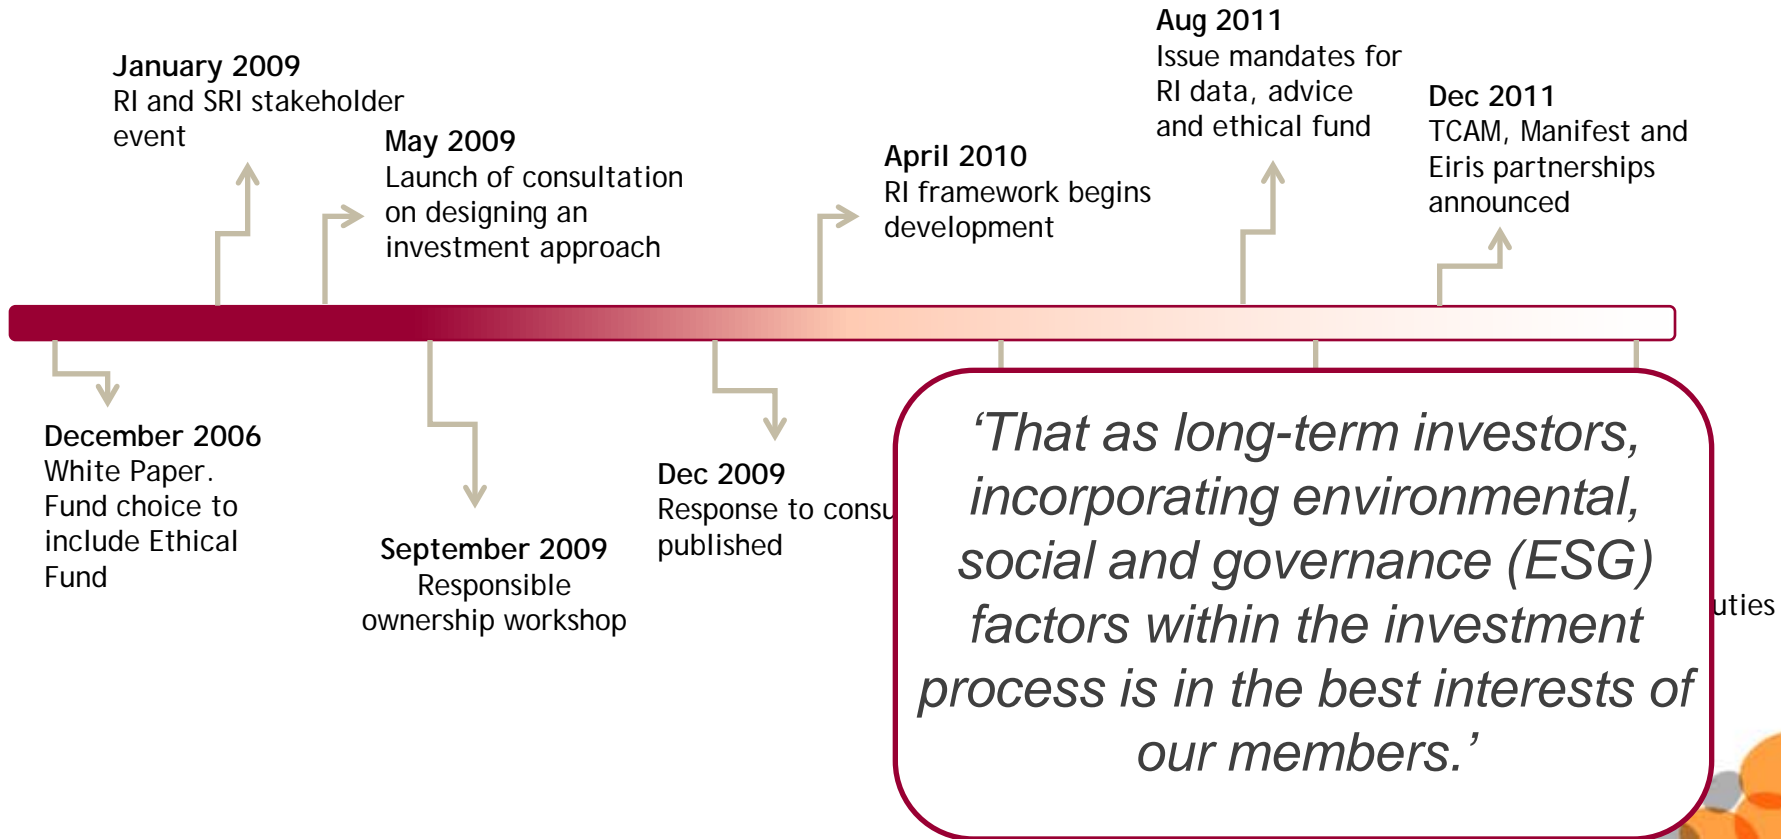 January 2009
RI and SRI stakeholder
event
May 2009
Launch of consultation
on designing an
investment approach
April 2010
RI framework begins
development
Aug 2011
Issue mandates for
RI data, advice
and ethical fund
Dec 2011
TCAM, Manifest and
Eiris partnerships
announced
December 2006
White Paper.
Fund choice to
include Ethical
Fund
September 2009
Responsible
ownership workshop
Dec 2009
Response to
published
‘That as long-term investors,
incorporating environmental,
social and governance (ESG)
factors within the investment
process is in the best interests of
our members.’